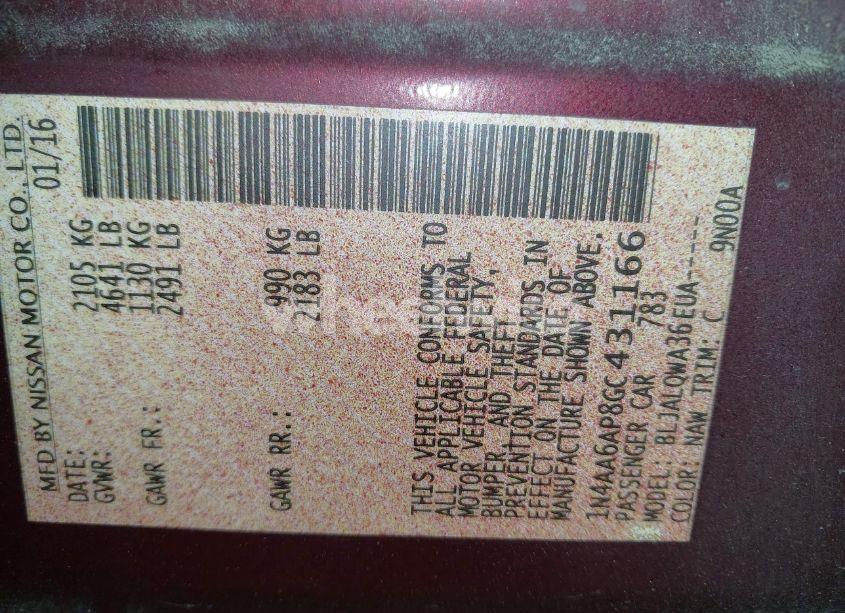 MFD BY NISSAN MOTOR CO., LTD.
DATE: 01/16
GVWR: 2105 KG
4641 LB
GAWR FR.: 1130 KG
2491 LB
GAWR RR.: 990 KG
2183 LB
THIS VEHICLE CONFORMS TO
ALL APPLICABLE FEDERAL
MOTOR VEHICLE SAFETY,
BUMPER AND THEFT
PREVENTION STANDARDS IN
EFFECT ON THE DATE OF
MANUFACTURE SHOWN ABOVE.
1N4AA6AP8GC431166
PASSENGER CAR 783
MODEL: BLJALQWA36EUA-----
COLOR: NAW TRIM: C 9N00A